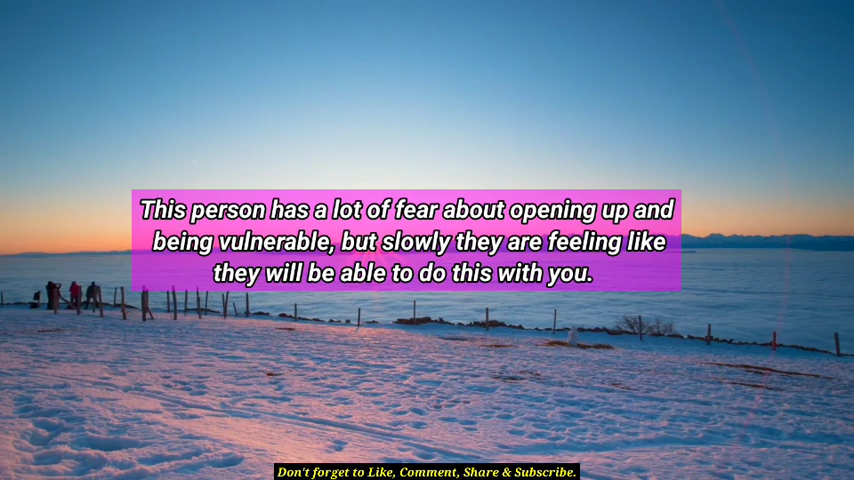 This person has a lot of fear about opening up and
being vulnerable, but slowly they are feeling like
they will be able to do this with you.
Don't forget to Like, Comment, Share & Subscribe.